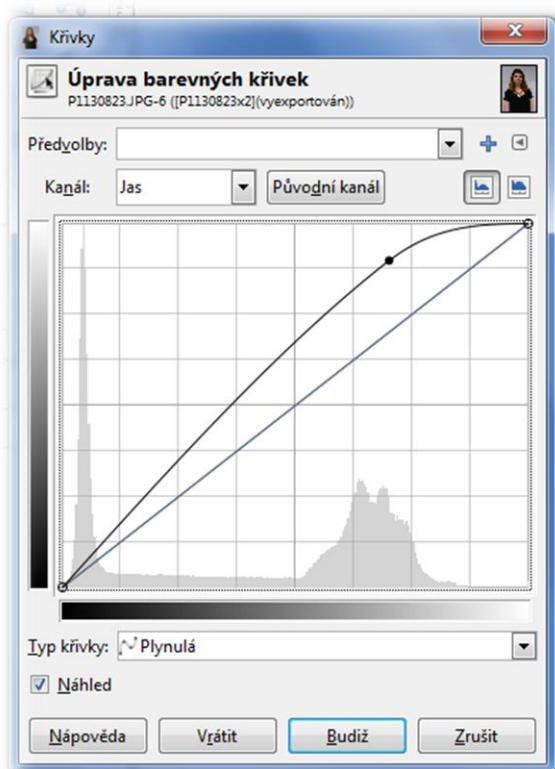 Křivky
Úprava barevných křivek
P1130823.JPG-6 ([P1130823x2](vyexportován))
Předvolby:
Kanál: Jas Původní kanál
Typ křivky: Plynulá
Náhled
Nápověda Vrátit Budiž Zrušit